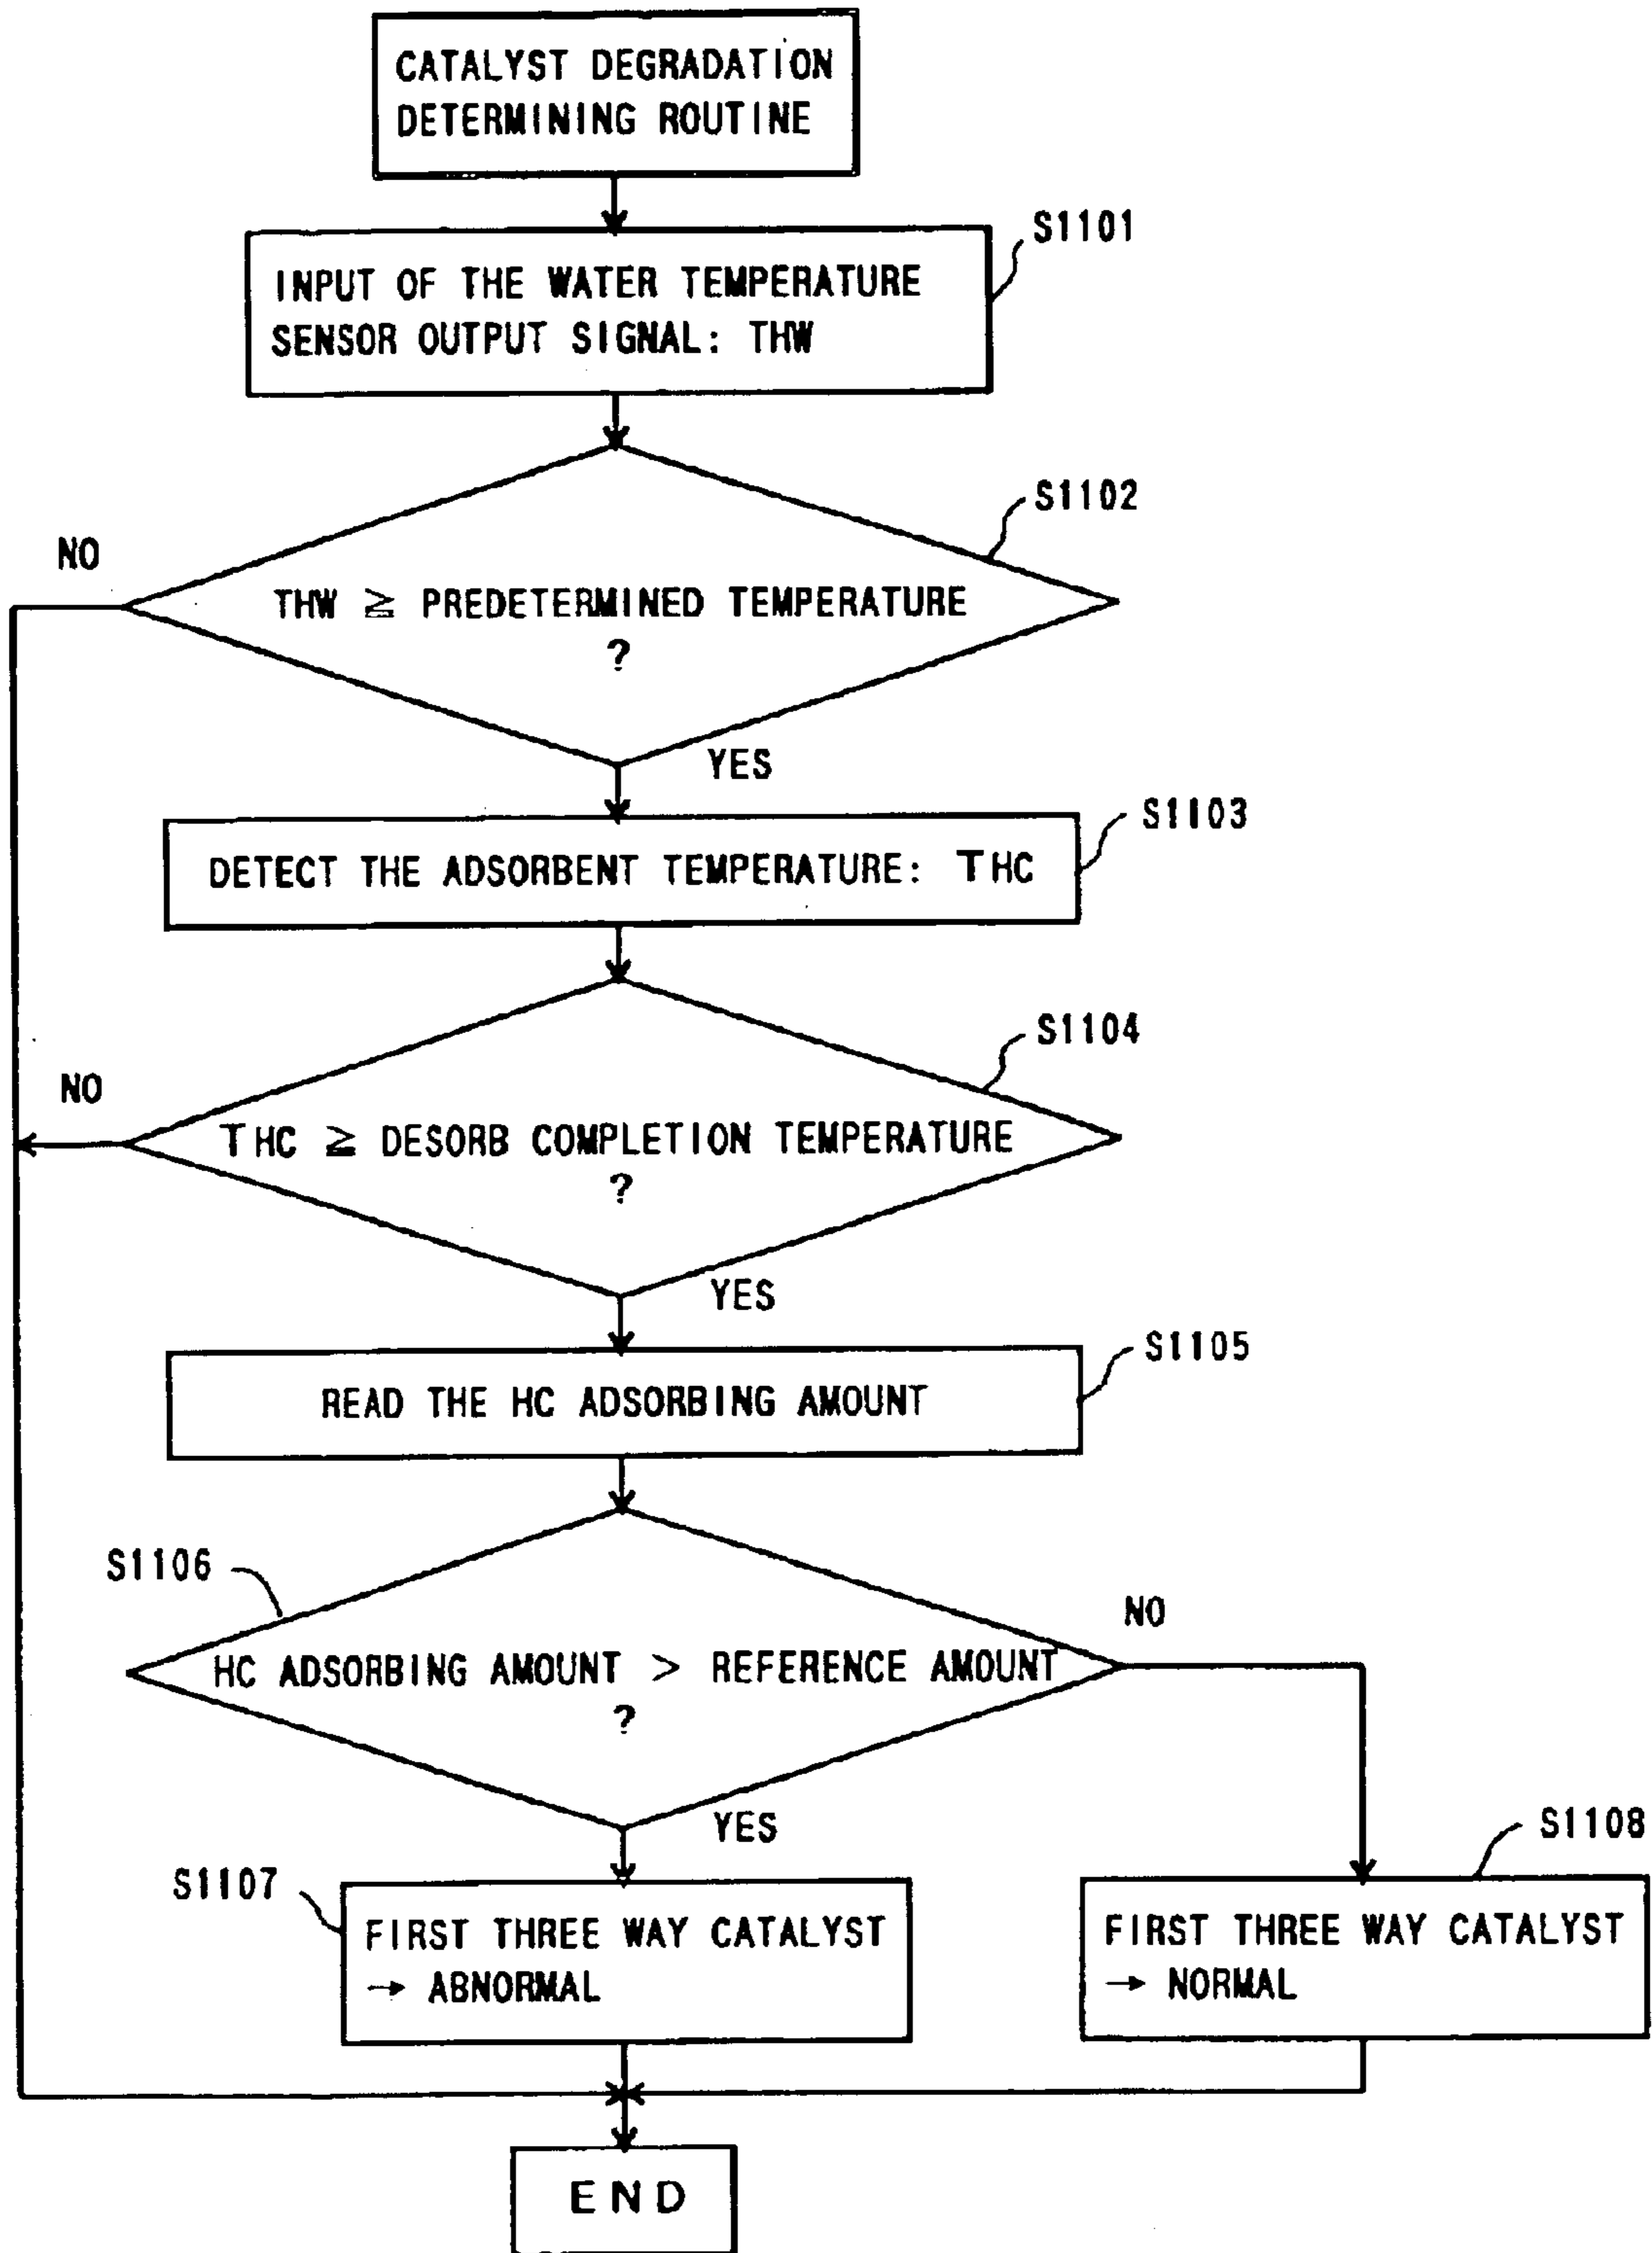 CATALYST DEGRADATION
DETERMINING ROUTINE
S1101
INPUT OF THE WATER TEMPERATURE
SENSOR OUTPUT SIGNAL: THW
S1102
NO
THW ≧ PREDETERMINED TEMPERATURE
?
YES
S1103
DETECT THE ADSORBENT TEMPERATURE: THC
S1104
NO
THC ≧ DESORB COMPLETION TEMPERATURE
?
YES
S1105
READ THE HC ADSORBING AMOUNT
S1106
NO
HC ADSORBING AMOUNT > REFERENCE AMOUNT
?
YES
S1108
S1107
FIRST THREE WAY CATALYST
→ ABNORMAL
FIRST THREE WAY CATALYST
→ NORMAL
END